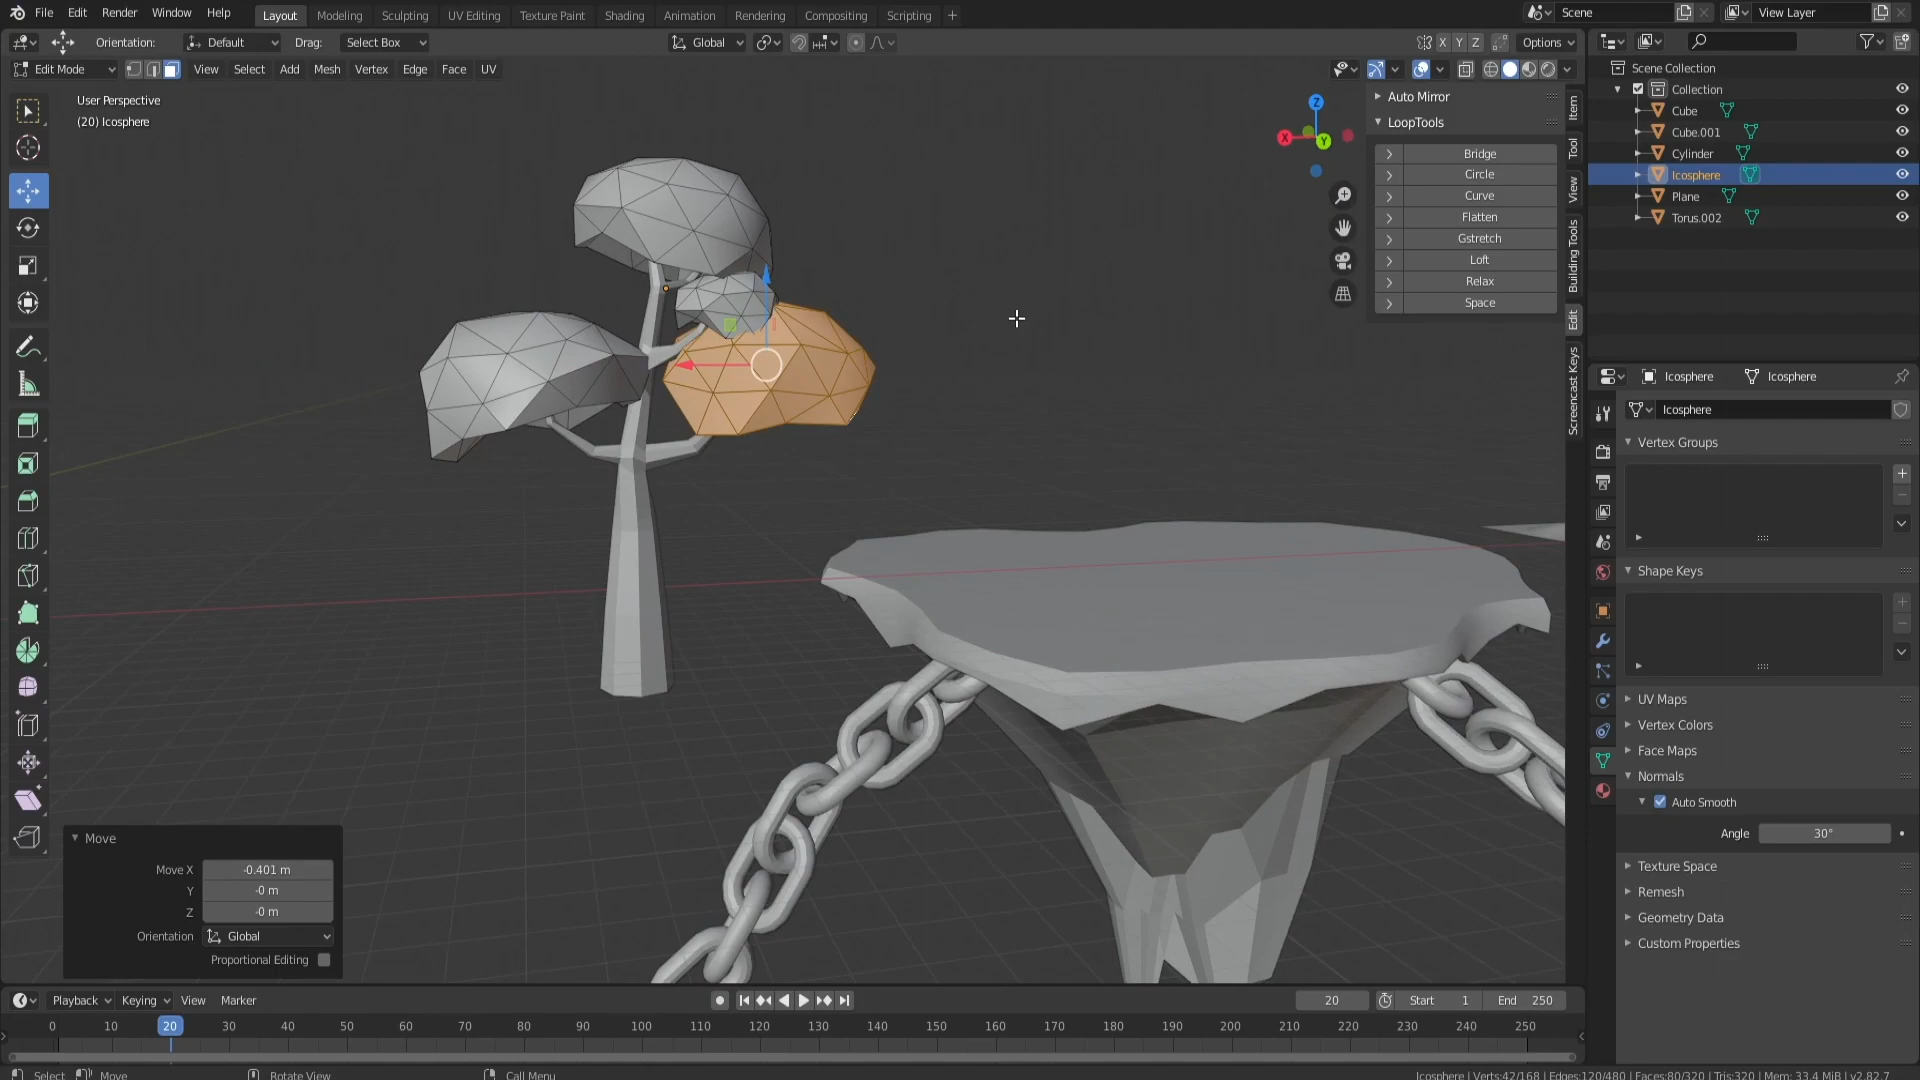 File Edit Render Window Help Layout Modeling Sculpting UV Editing Texture Paint Shading Animation Rendering Compositing Scripting + Scene View Layer
Orientation: Default Drag: Select Box Global X Y Z Options
Edit Mode View Select Add Mesh Vertex Edge Face UV
User Perspective
(20) Icosphere
Z
X
Y
Auto Mirror
LoopTools
Bridge
Circle
Curve
Flatten
Gstretch
Loft
Relax
Space
Item
Tool
View
Building Tools
Edit
Screencast Keys
Scene Collection
Collection
Cube
Cube.001
Cylinder
Icosphere
Plane
Torus.002
Icosphere Icosphere
Icosphere
Vertex Groups
Shape Keys
UV Maps
Vertex Colors
Face Maps
Normals
Auto Smooth
Angle 30°
Texture Space
Remesh
Geometry Data
Custom Properties
Move
Move X -0.401 m
Y -0 m
Z -0 m
Orientation Global
Proportional Editing
Playback Keying View Marker 20 Start 1 End 250
0 10 20 30 40 50 60 70 80 90 100 110 120 130 140 150 160 170 180 190 200 210 220 230 240 250
Select Move Rotate View Call Menu Icosphere | Verts:42/168 | Edges:120/480 | Faces:80/320 | Tris:320 | Mem: 33.4 MiB | v2.82.7